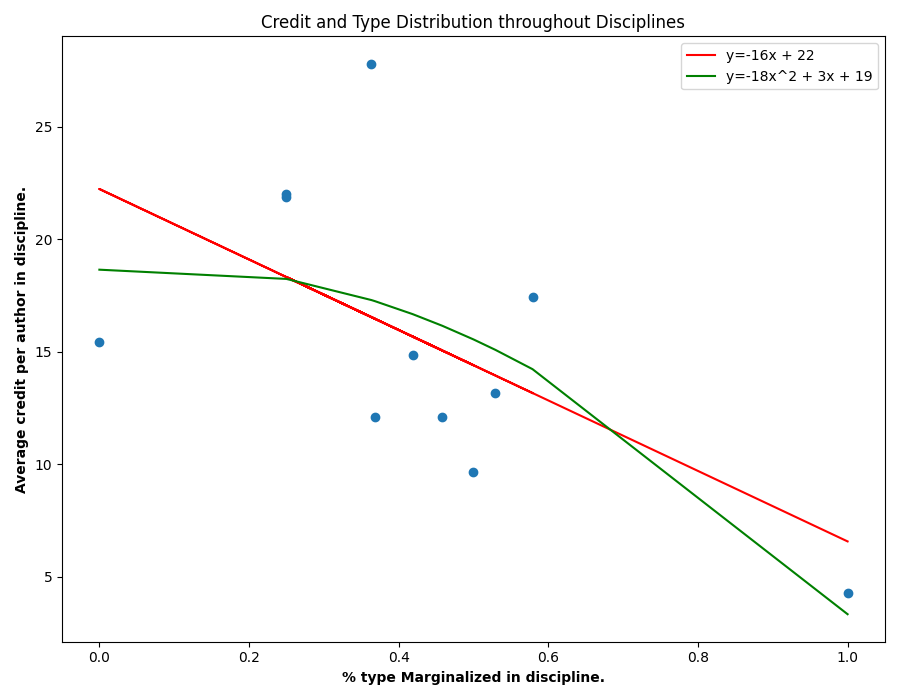 Credit and Type Distribution throughout Disciplines
y=-16x + 22
y=-18x^2 + 3x + 19
Average credit per author in discipline.
25
20
15
10
5
0.0 0.2 0.4 0.6 0.8 1.0
% type Marginalized in discipline.